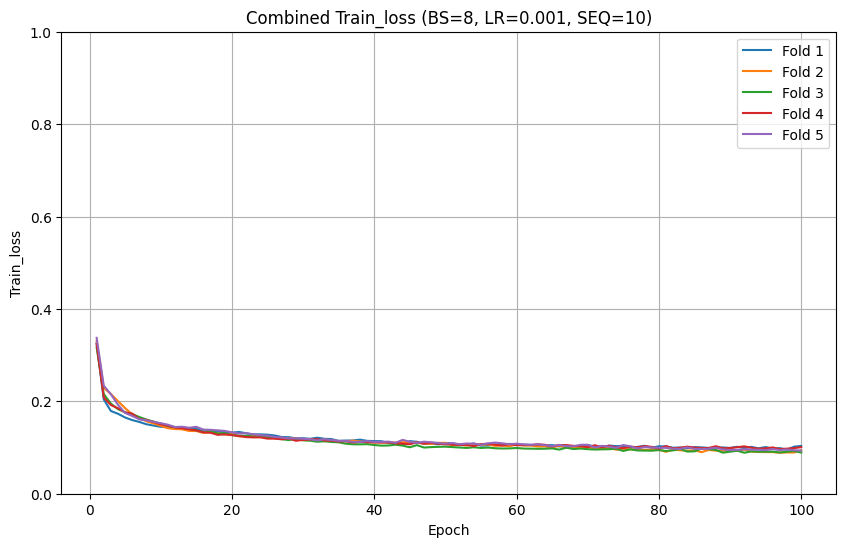 Combined Train_loss (BS=8, LR=0.001, SEQ=10)
1.0
0.8
0.6
0.4
0.2
0.0
Train_loss
0 20 40 60 80 100
Epoch
Fold 1
Fold 2
Fold 3
Fold 4
Fold 5